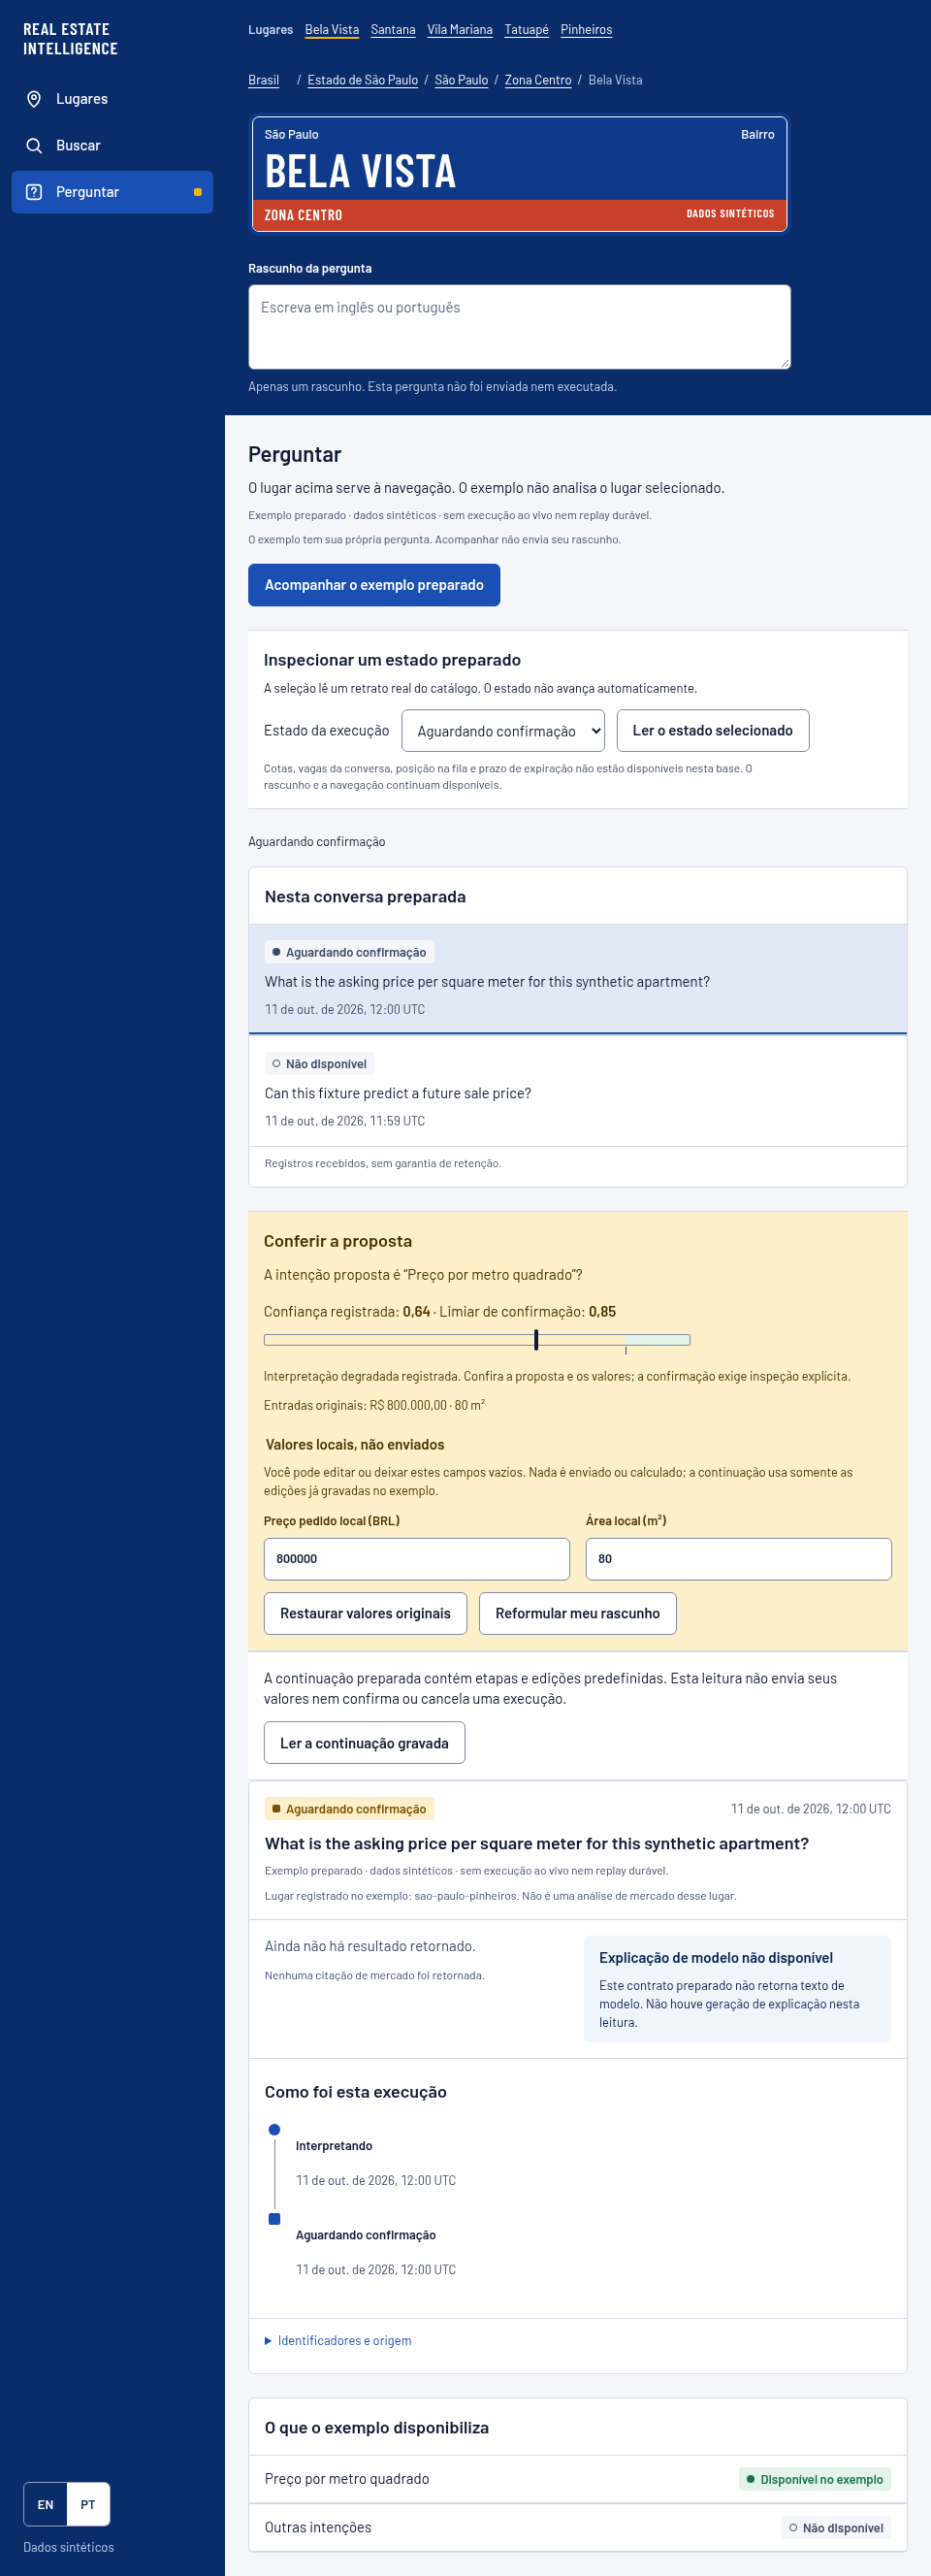 REAL ESTATE
INTELLIGENCE
Lugares
Buscar
Perguntar
Lugares Bela Vista Santana Vila Mariana Tatuapé Pinheiros
Brasil / Estado de São Paulo / São Paulo / Zona Centro / Bela Vista
São Paulo Bairro
BELA VISTA
ZONA CENTRO DADOS SINTÉTICOS
Rascunho da pergunta
Escreva em inglês ou português
Apenas um rascunho. Esta pergunta não foi enviada nem executada.
Perguntar
O lugar acima serve à navegação. O exemplo não analisa o lugar selecionado.
Exemplo preparado · dados sintéticos · sem execução ao vivo nem replay durável.
O exemplo tem sua própria pergunta. Acompanhar não envia seu rascunho.
Acompanhar o exemplo preparado
Inspecionar um estado preparado
A seleção lê um retrato real do catálogo. O estado não avança automaticamente.
Estado da execução Aguardando confirmação Ler o estado selecionado
Cotas, vagas da conversa, posição na fila e prazo de expiração não estão disponíveis nesta base. O
rascunho e a navegação continuam disponíveis.
Aguardando confirmação
Nesta conversa preparada
Aguardando confirmação
What is the asking price per square meter for this synthetic apartment?
11 de out. de 2026, 12:00 UTC
Não disponível
Can this fixture predict a future sale price?
11 de out. de 2026, 11:59 UTC
Registros recebidos, sem garantia de retenção.
Conferir a proposta
A intenção proposta é “Preço por metro quadrado”?
Confiança registrada: 0,64 · Limiar de confirmação: 0,85
Interpretação degradada registrada. Confira a proposta e os valores; a confirmação exige inspeção explícita.
Entradas originais: R$ 800.000,00 · 80 m²
Valores locais, não enviados
Você pode editar ou deixar estes campos vazios. Nada é enviado ou calculado; a continuação usa somente as
edições já gravadas no exemplo.
Preço pedido local (BRL) Área local (m²)
800000 80
Restaurar valores originais Reformular meu rascunho
A continuação preparada contém etapas e edições predefinidas. Esta leitura não envia seus
valores nem confirma ou cancela uma execução.
Ler a continuação gravada
Aguardando confirmação 11 de out. de 2026, 12:00 UTC
What is the asking price per square meter for this synthetic apartment?
Exemplo preparado · dados sintéticos · sem execução ao vivo nem replay durável.
Lugar registrado no exemplo: sao-paulo-pinheiros. Não é uma análise de mercado desse lugar.
Ainda não há resultado retornado.
Nenhuma citação de mercado foi retornada.
Explicação de modelo não disponível
Este contrato preparado não retorna texto de
modelo. Não houve geração de explicação nesta
leitura.
Como foi esta execução
Interpretando
11 de out. de 2026, 12:00 UTC
Aguardando confirmação
11 de out. de 2026, 12:00 UTC
Identificadores e origem
O que o exemplo disponibiliza
Preço por metro quadrado Disponível no exemplo
Outras intenções Não disponível
EN PT
Dados sintéticos